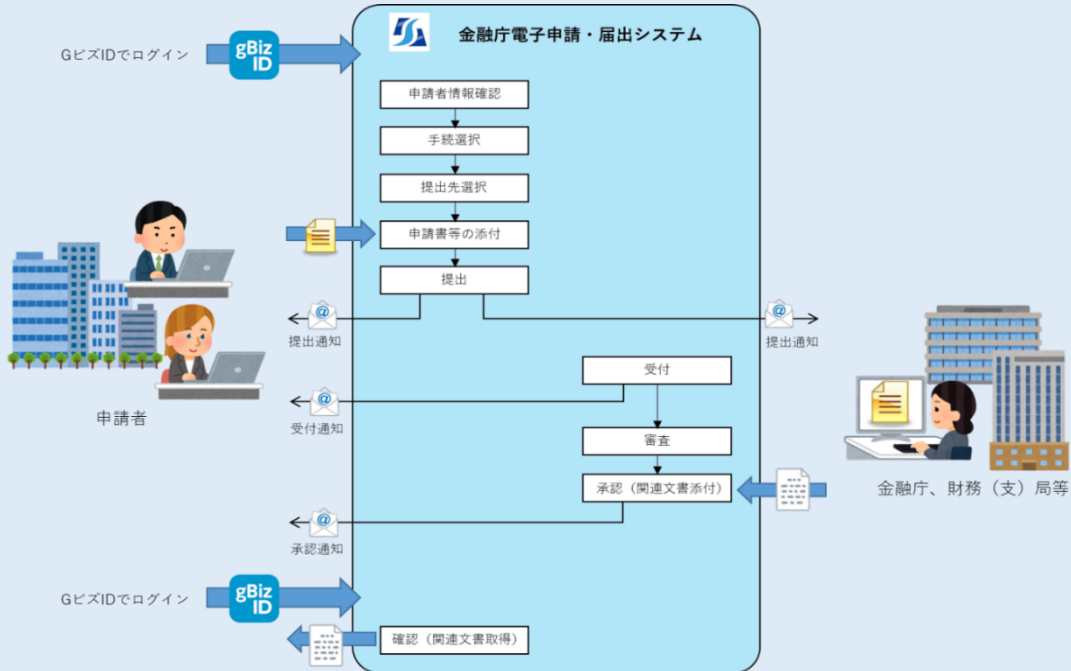 金融庁電子申請・届出システム
GビズIDでログイン
gBiz
ID
申請者情報確認
手続選択
提出先選択
申請書等の添付
提出
@
提出通知
@
提出通知
受付
@
受付通知
申請者
審査
承認（関連文書添付）
金融庁、財務（支）局等
@
承認通知
GビズIDでログイン
gBiz
ID
確認（関連文書取得）